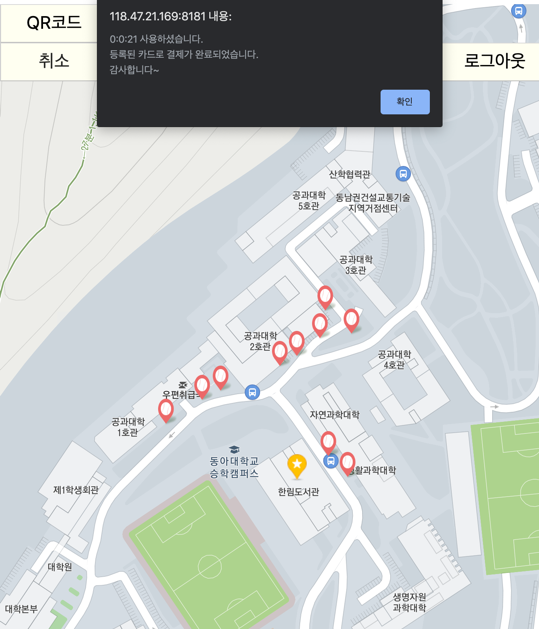 118.47.21.169:8181 내용:
0:0:21 사용하셨습니다.
등록된 카드로 결제가 완료되었습니다.
감사합니다~
확인
QR코드
취소
로그아웃
산학협력관
공과대학
5호관
동남권건설교통기술
지역거점센터
공과대학
3호관
공과대학
2호관
공과대학
4호관
우편취급국
공과대학
1호관
자연과학대학
동아대학교
승학캠퍼스
생활과학대학
한림도서관
제1학생회관
대학원
대학본부
생명자원
과학대학